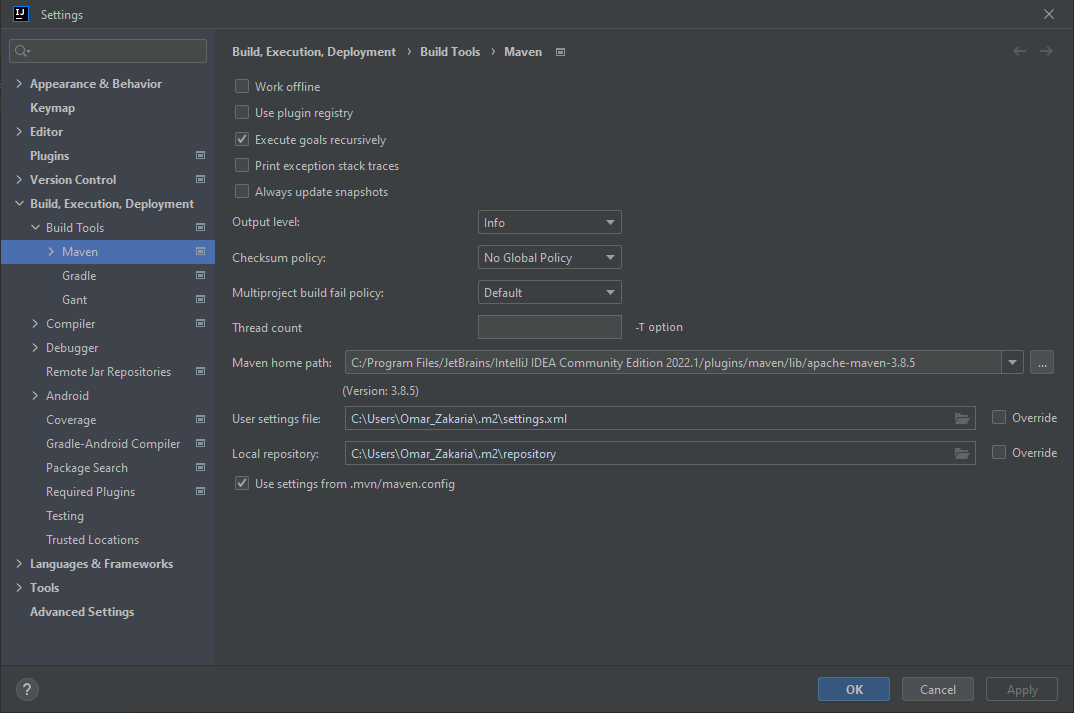 Settings
Appearance & Behavior
Keymap
Editor
Plugins
Version Control
Build, Execution, Deployment
Build Tools
Maven
Gradle
Gant
Compiler
Debugger
Remote Jar Repositories
Android
Coverage
Gradle-Android Compiler
Package Search
Required Plugins
Testing
Trusted Locations
Languages & Frameworks
Tools
Advanced Settings
Build, Execution, Deployment › Build Tools › Maven
Work offline
Use plugin registry
Execute goals recursively
Print exception stack traces
Always update snapshots
Output level: Info
Checksum policy: No Global Policy
Multiproject build fail policy: Default
Thread count -T option
Maven home path: C:/Program Files/JetBrains/IntelliJ IDEA Community Edition 2022.1/plugins/maven/lib/apache-maven-3.8.5 ...
(Version: 3.8.5)
User settings file: C:\Users\Omar_Zakaria\.m2\settings.xml Override
Local repository: C:\Users\Omar_Zakaria\.m2\repository Override
Use settings from .mvn/maven.config
? OK Cancel Apply